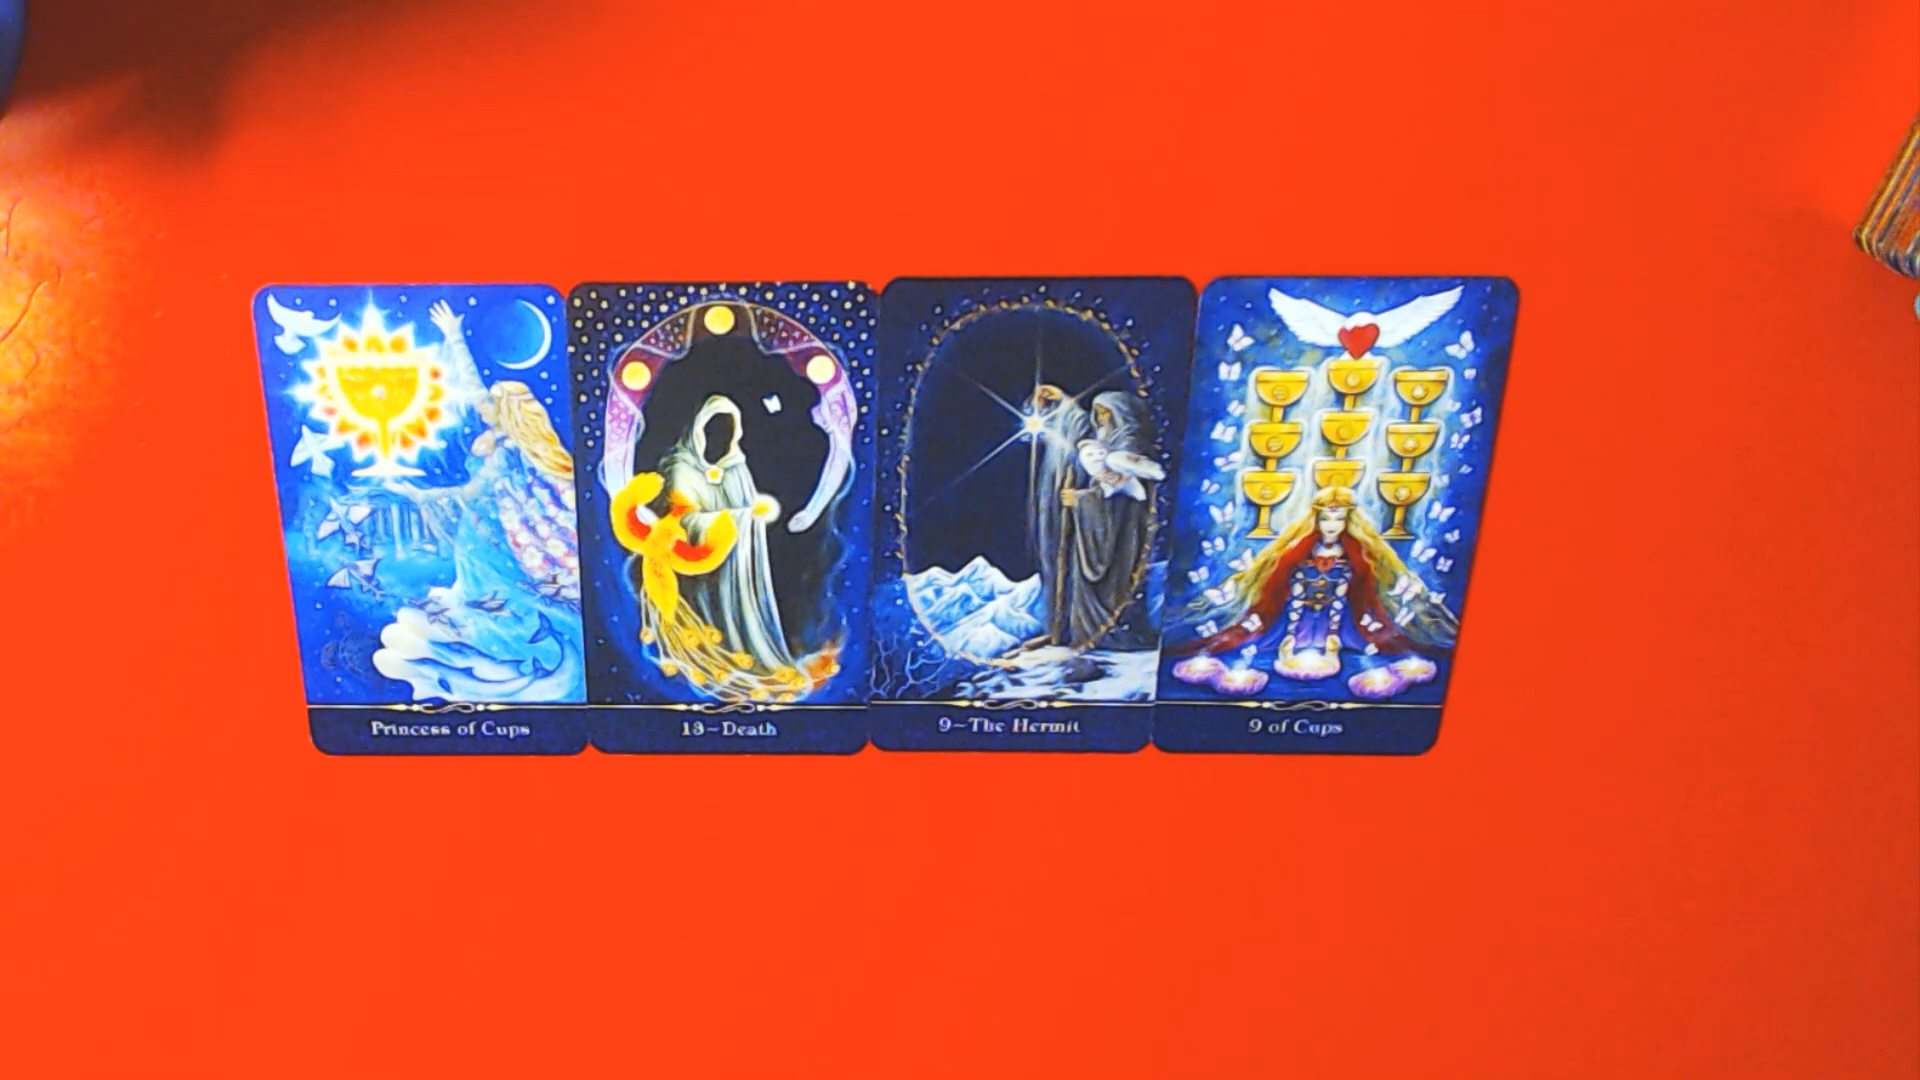 Princess of Cups
13~Death
9~The Hermit
9 of Cups